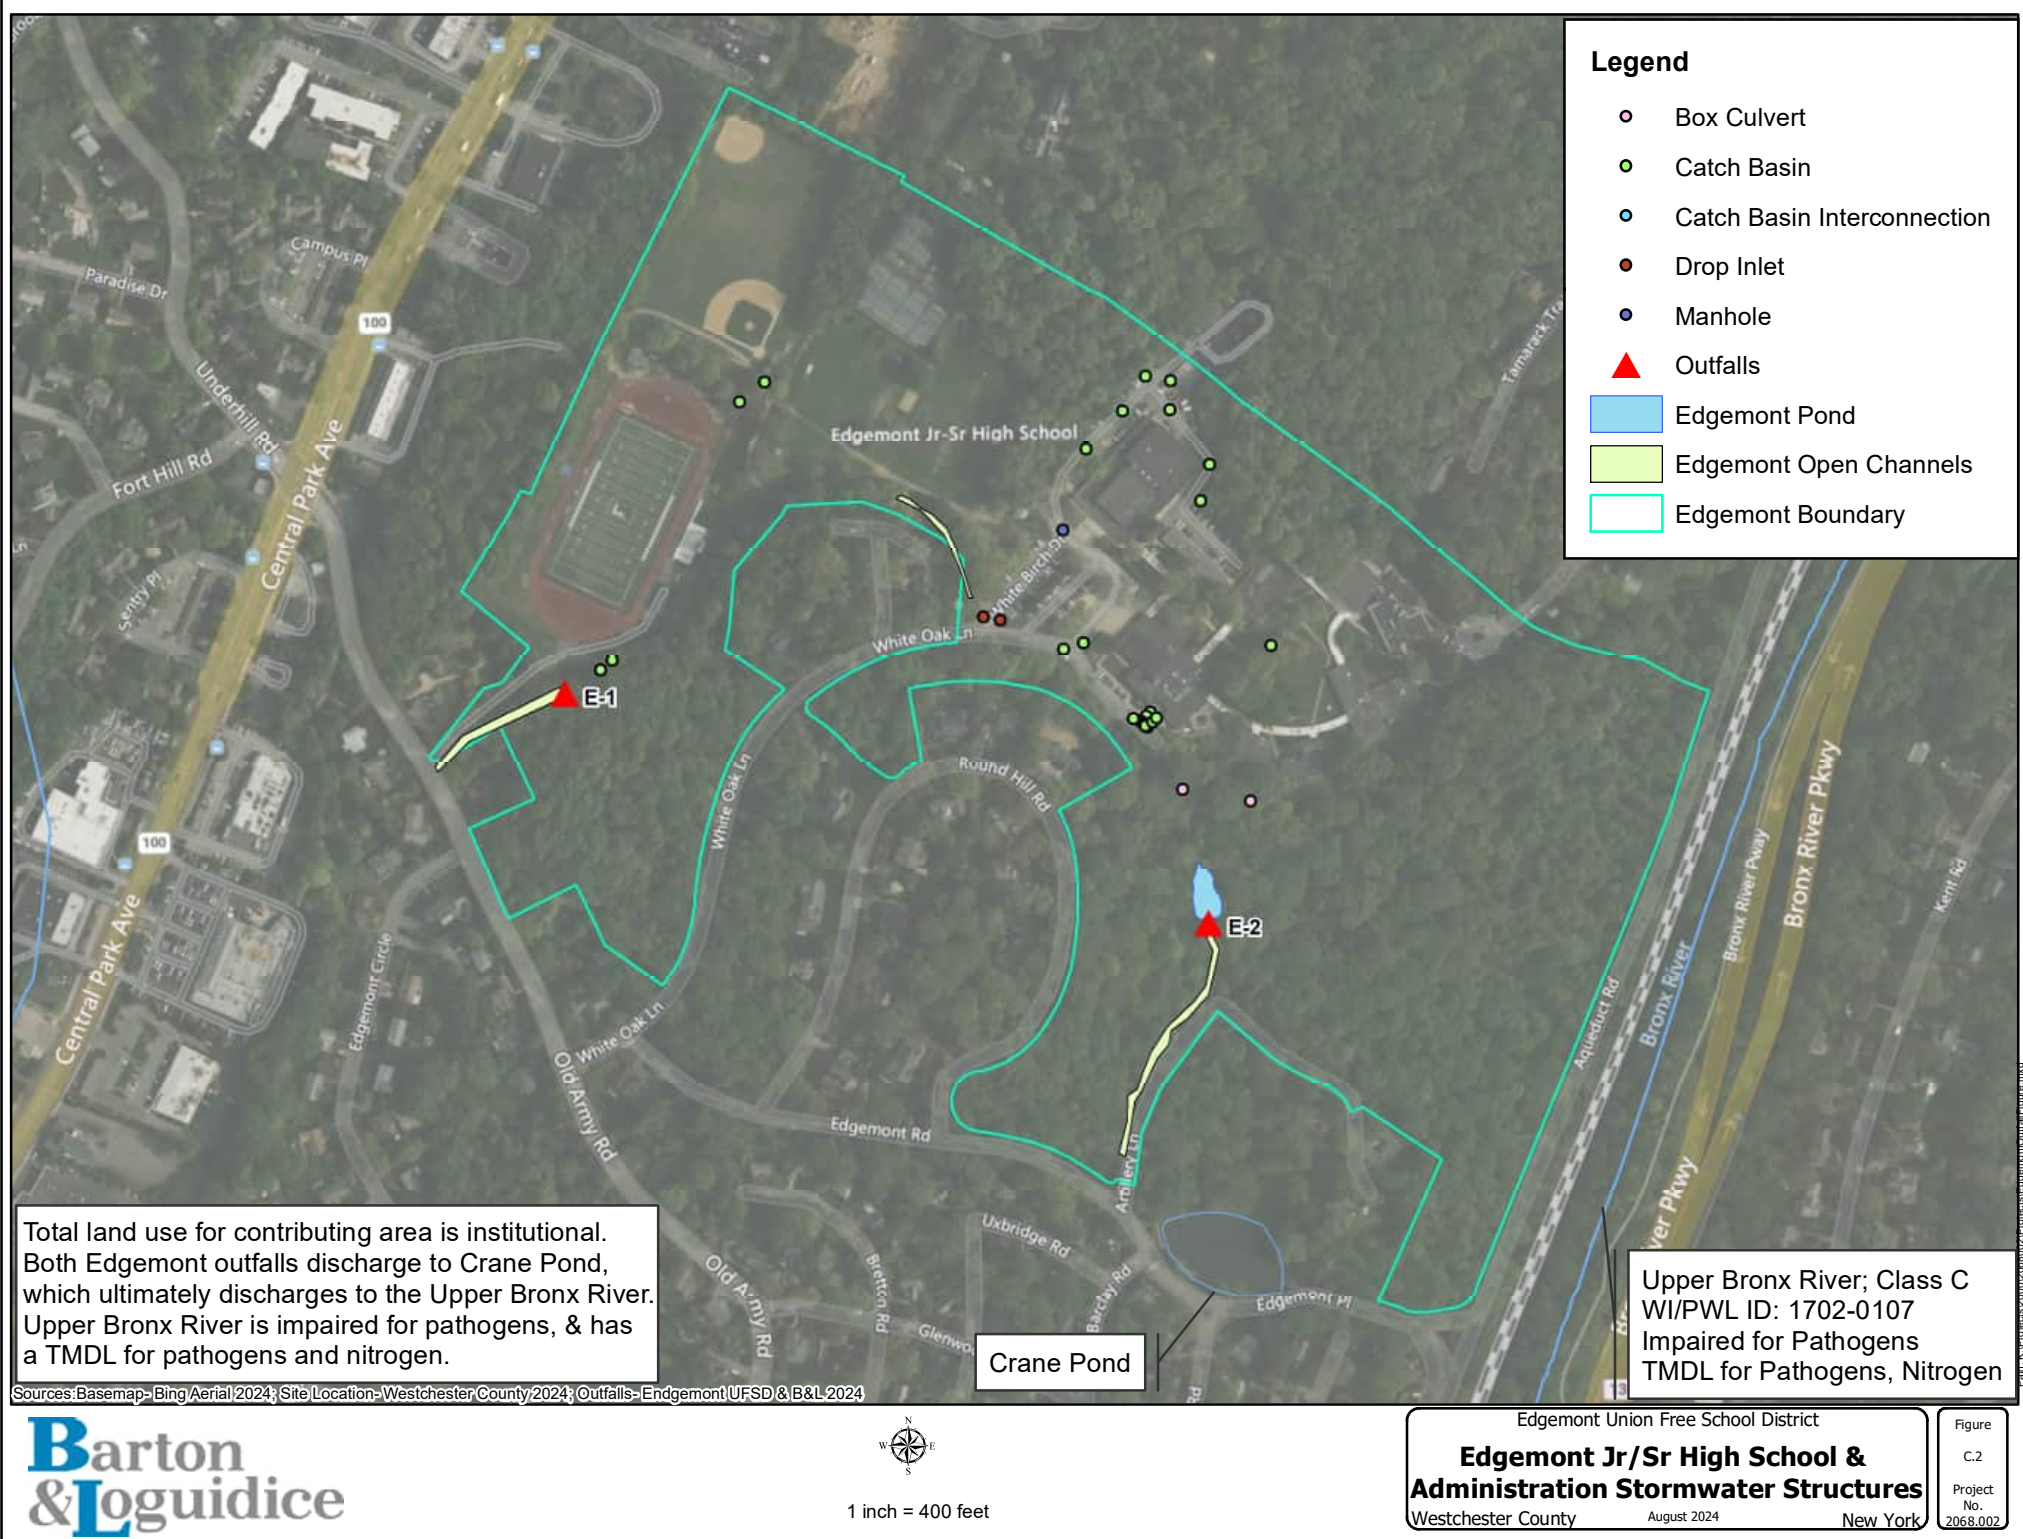 Legend
Box Culvert
Catch Basin
Catch Basin Interconnection
Drop Inlet
Manhole
Outfalls
Edgemont Pond
Edgemont Open Channels
Edgemont Boundary
Campus Pl
Paradise Dr
100
Underhill Rd
Fort Hill Rd
Central Park Ave
Sentry Pl
Tamarack
Edgemont Jr-Sr High School
F
White Birch Dr
White Oak Ln
E-1
Round Hill Rd
White Oak Ln
100
E-2
Central Park Ave
Edgemont Circle
White Oak Ln
Old Army Rd
Edgemont Rd
Artillery Ln
Aqueduct Rd
Bronx River
Bronx River Pway
Bronx River Pkwy
Kent Rd
Uxbridge Rd
Bretton Rd
Barclay Rd
Old Army Rd
Edgemont Pl
Rd
Crane Pond
Total land use for contributing area is institutional.
Both Edgemont outfalls discharge to Crane Pond,
which ultimately discharges to the Upper Bronx River.
Upper Bronx River is impaired for pathogens, & has
a TMDL for pathogens and nitrogen.
Upper Bronx River; Class C
WI/PWL ID: 1702-0107
Impaired for Pathogens
TMDL for Pathogens, Nitrogen
Sources:Basemap- Bing Aerial 2024; Site Location- Westchester County 2024; Outfalls- Endgemont UFSD & B&L 2024
Barton
&Loguidice
N
W E
S
1 inch = 400 feet
Edgemont Union Free School District
Edgemont Jr/Sr High School &
Administration Stormwater Structures
Westchester County August 2024 New York
Figure
C.2
Project
No.
2068.002